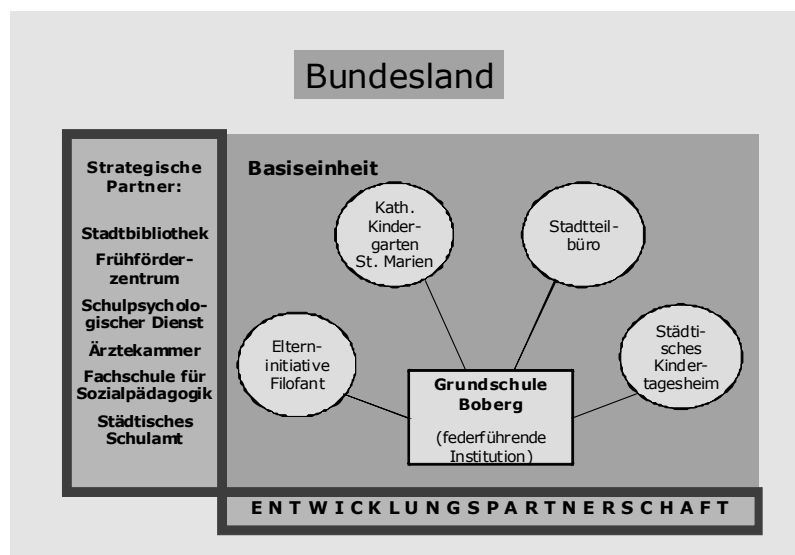 Bundesland
Strategische
Partner:
Stadtbibliothek
Frühförder-
zentrum
Schulpsycholo-
gischer Dienst
Ärztekammer
Fachschule für
Sozialpädagogik
Städtisches
Schulamt
Basiseinheit
Kath.
Kinder-
garten
St. Marien
Stadtteil-
büro
Eltern-
initiative
Filofant
Städti-
sches
Kinder-
tagesheim
Grundschule
Boberg
(federführende
Institution)
ENTWICKLUNGSPARTNERSCHAFT